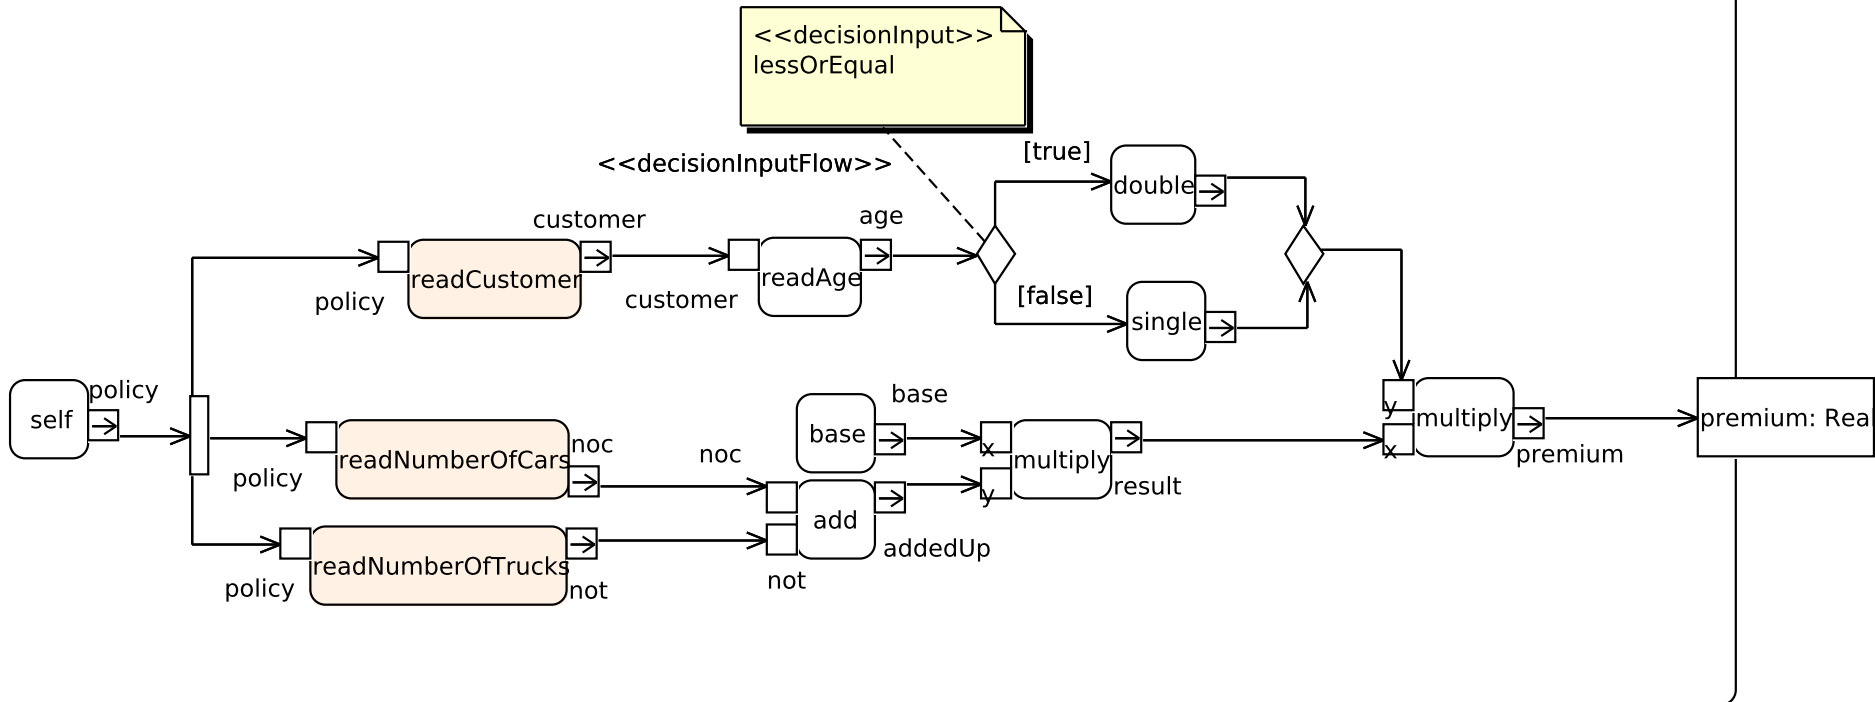 <<decisionInput>>
lessOrEqual
<<decisionInputFlow>>
[true]
double
customer
age
readCustomer
readAge
policy
customer
[false]
single
self
policy
policy
readNumberOfCars
noc
noc
base
base
x
y
multiply
result
y
x
multiply
premium
premium: Real
policy
readNumberOfTrucks
not
not
add
addedUp